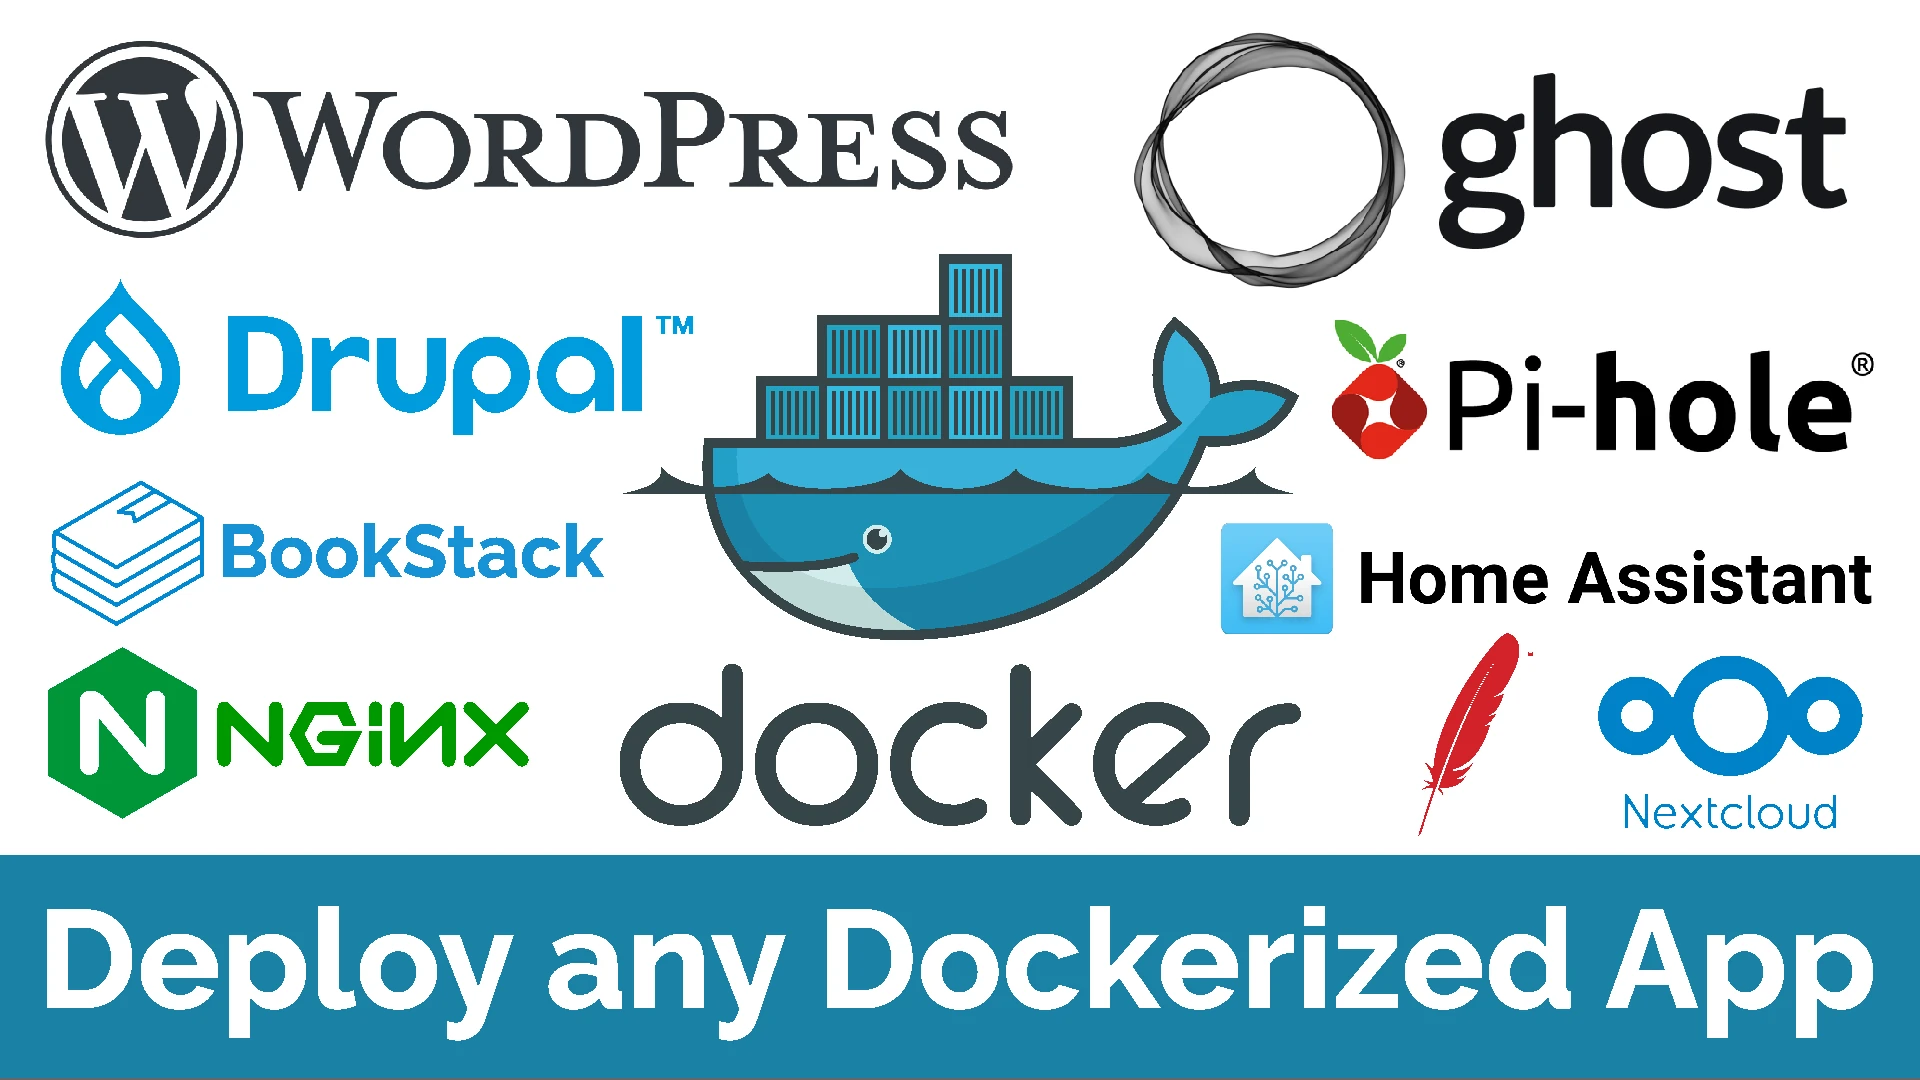 WORDPRESS
ghost
Drupal™
Pi-hole®
BookStack
Home Assistant
NGiNX
docker
Nextcloud
Deploy any Dockerized App